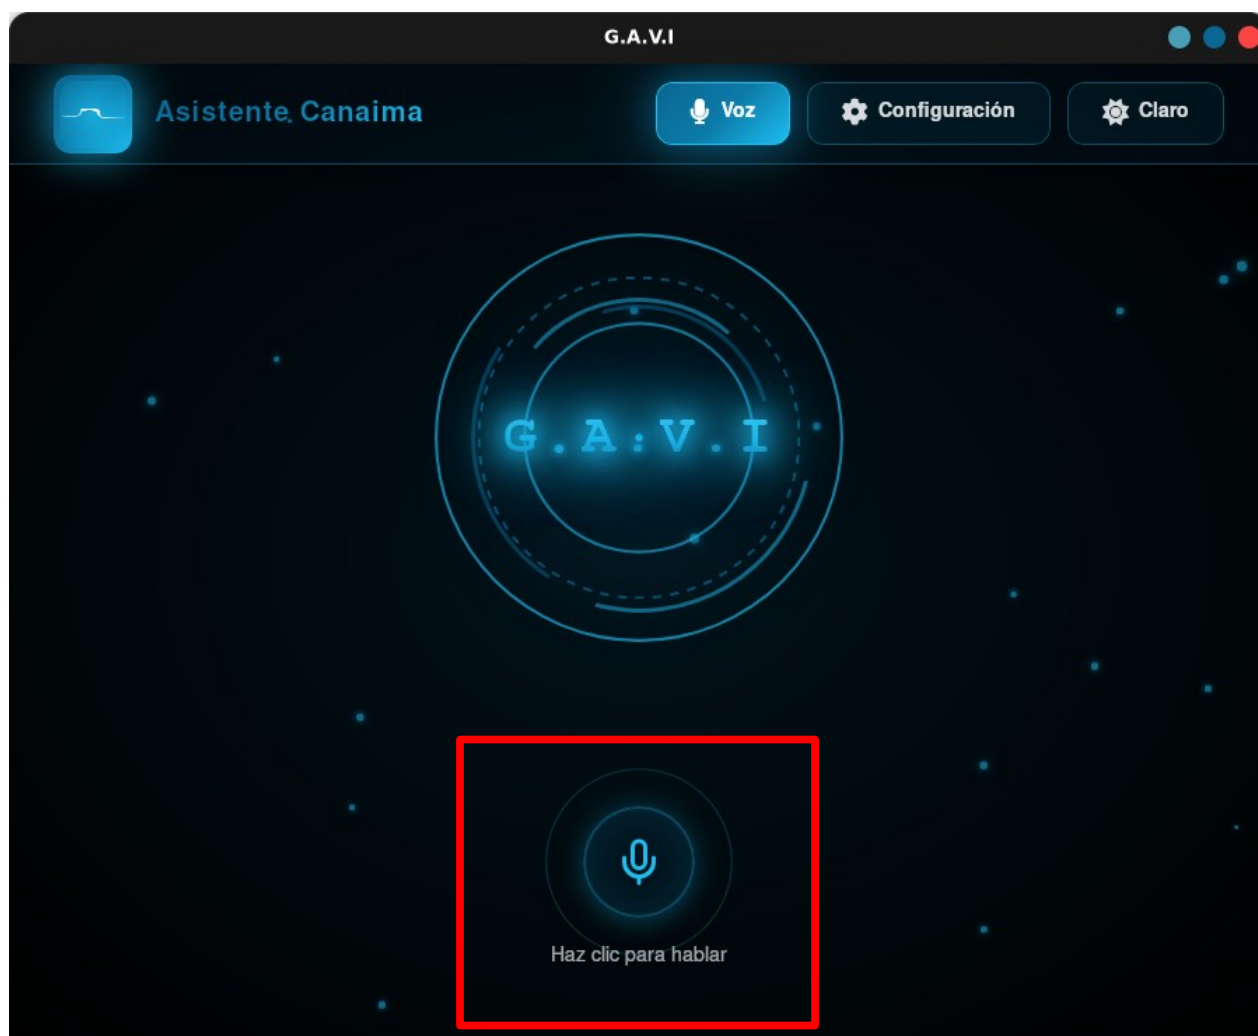 G.A.V.I
Asistente Canaima
Voz
Configuración
Claro
G.A.V.I
Haz clic para hablar